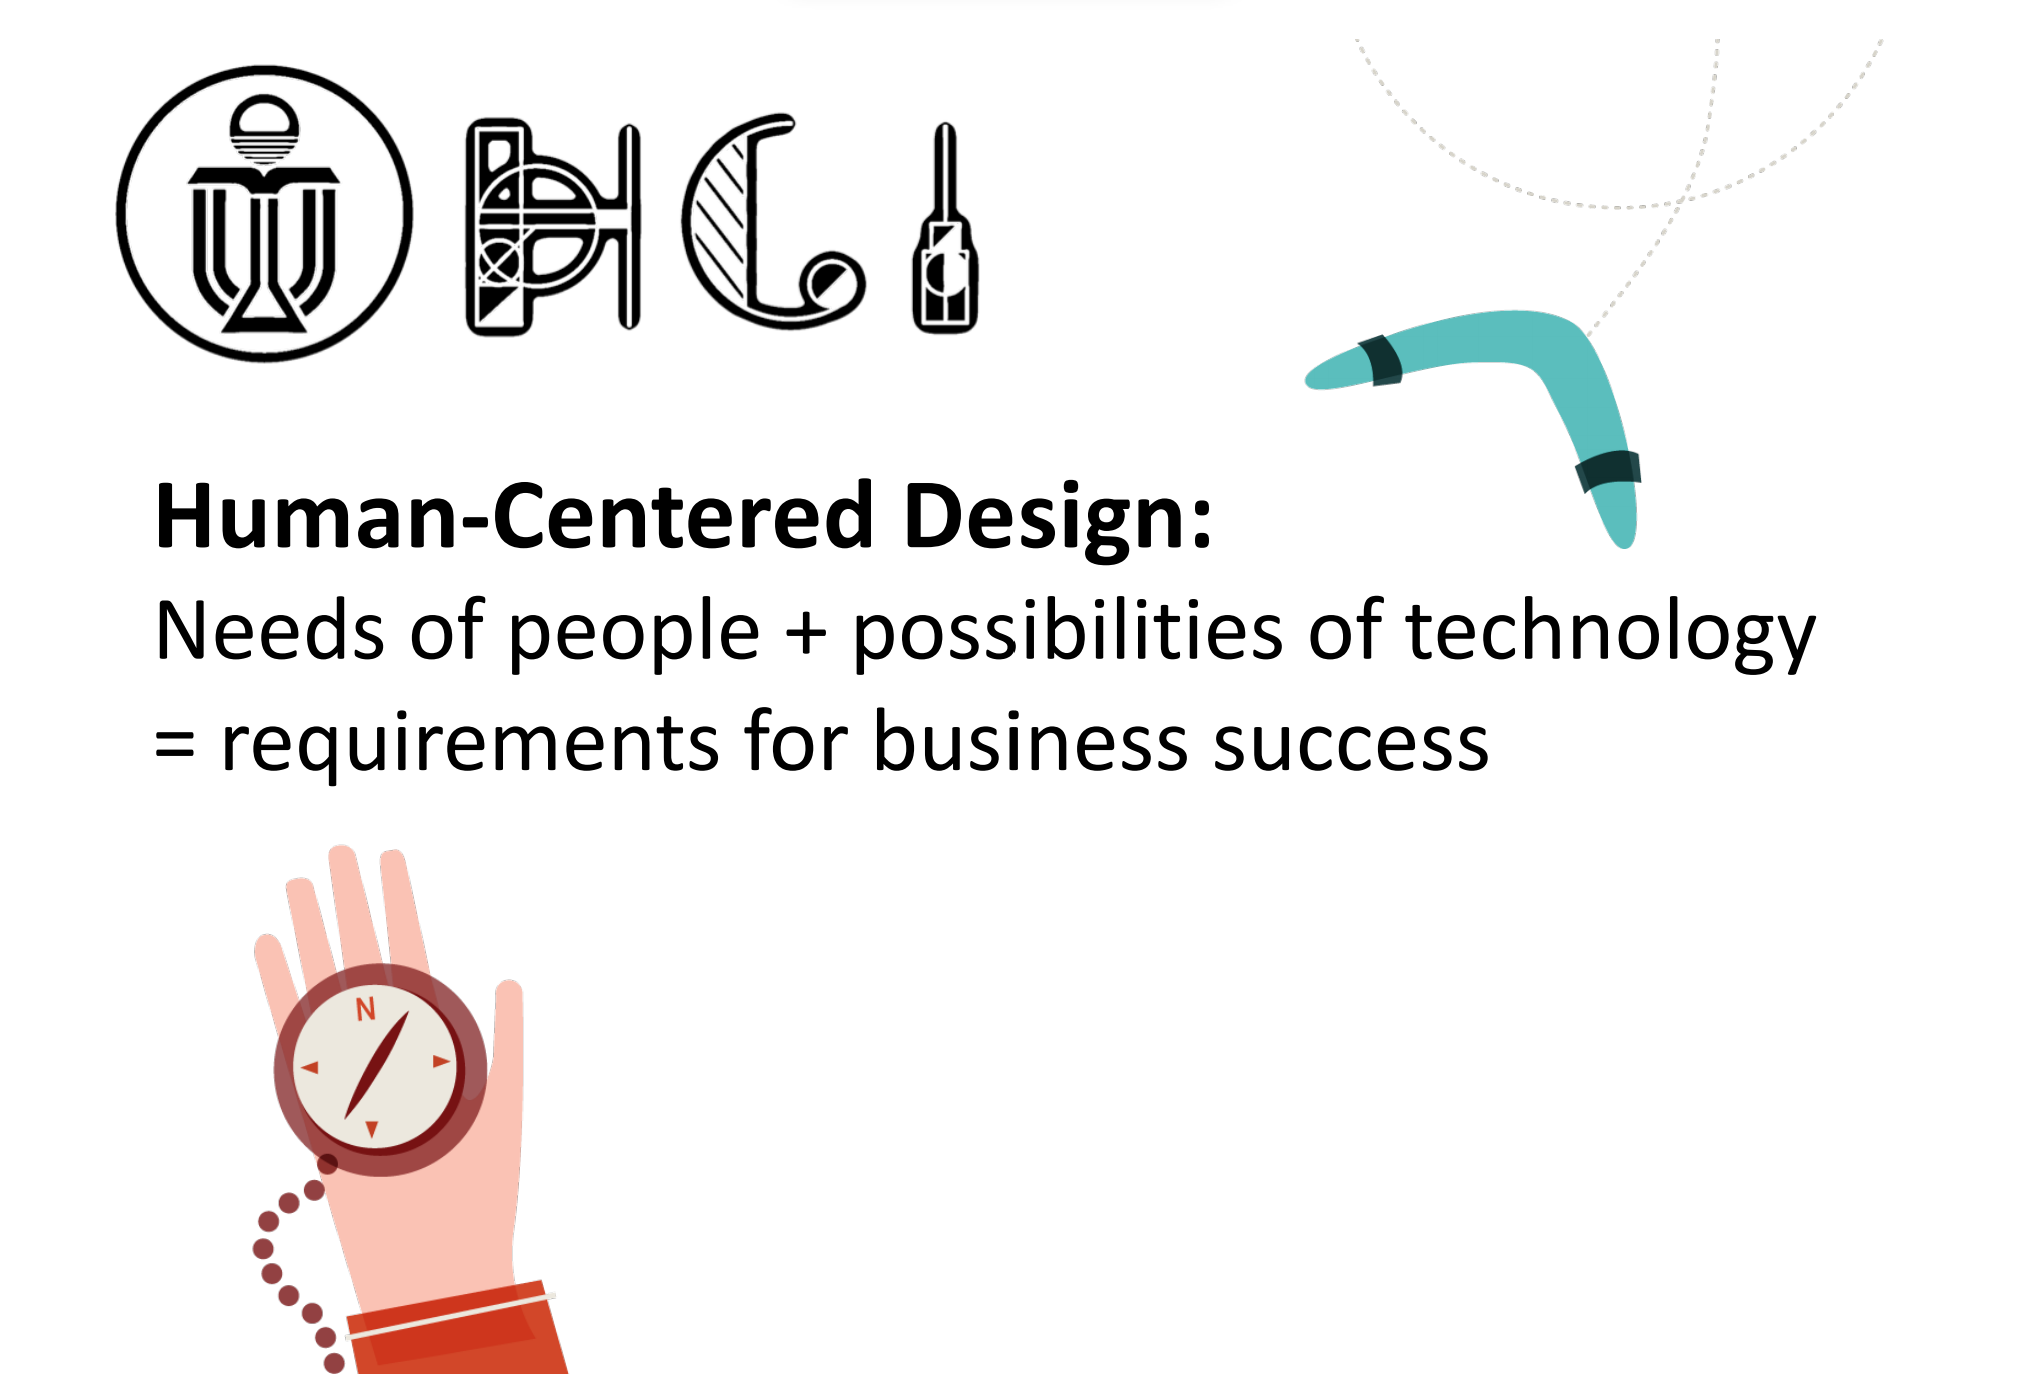 HCI
Human-Centered Design:
Needs of people + possibilities of technology
= requirements for business success
N